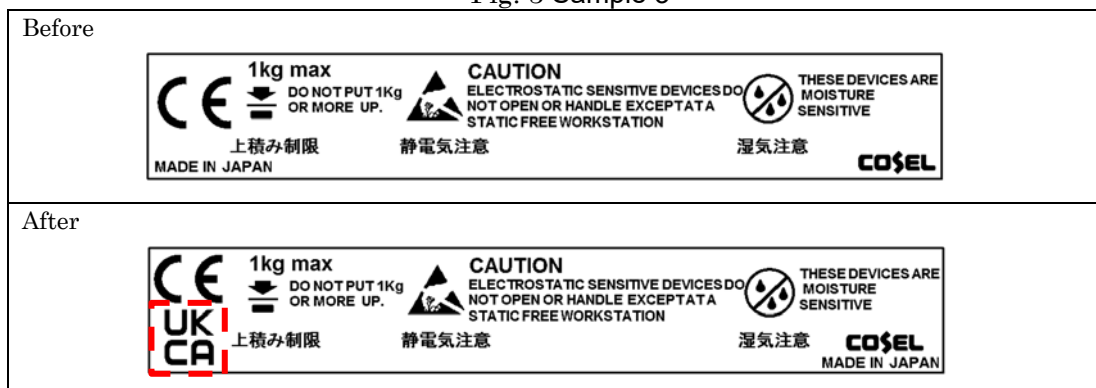 Before
CE
1kg max
DO NOT PUT 1Kg
OR MORE UP.
上積み制限
CAUTION
ELECTROSTATIC SENSITIVE DEVICES DO
NOT OPEN OR HANDLE EXCEPT AT A
STATIC FREE WORKSTATION
静電気注意
THESE DEVICES ARE
MOISTURE
SENSITIVE
湿気注意
MADE IN JAPAN
COSEL
After
CE
UK
CA
1kg max
DO NOT PUT 1Kg
OR MORE UP.
上積み制限
CAUTION
ELECTROSTATIC SENSITIVE DEVICES DO
NOT OPEN OR HANDLE EXCEPT AT A
STATIC FREE WORKSTATION
静電気注意
THESE DEVICES ARE
MOISTURE
SENSITIVE
湿気注意
COSEL
MADE IN JAPAN